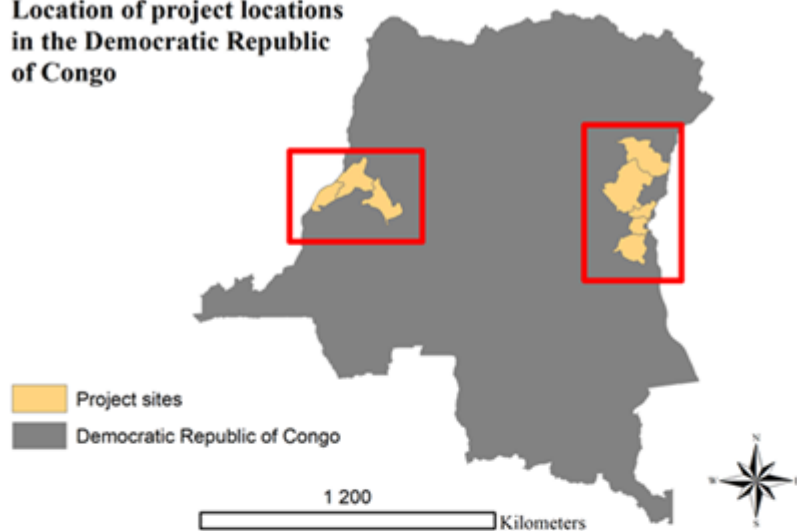 Location of project locations
in the Democratic Republic
of Congo
Project sites
Democratic Republic of Congo
1 200
Kilometers
N
W
S